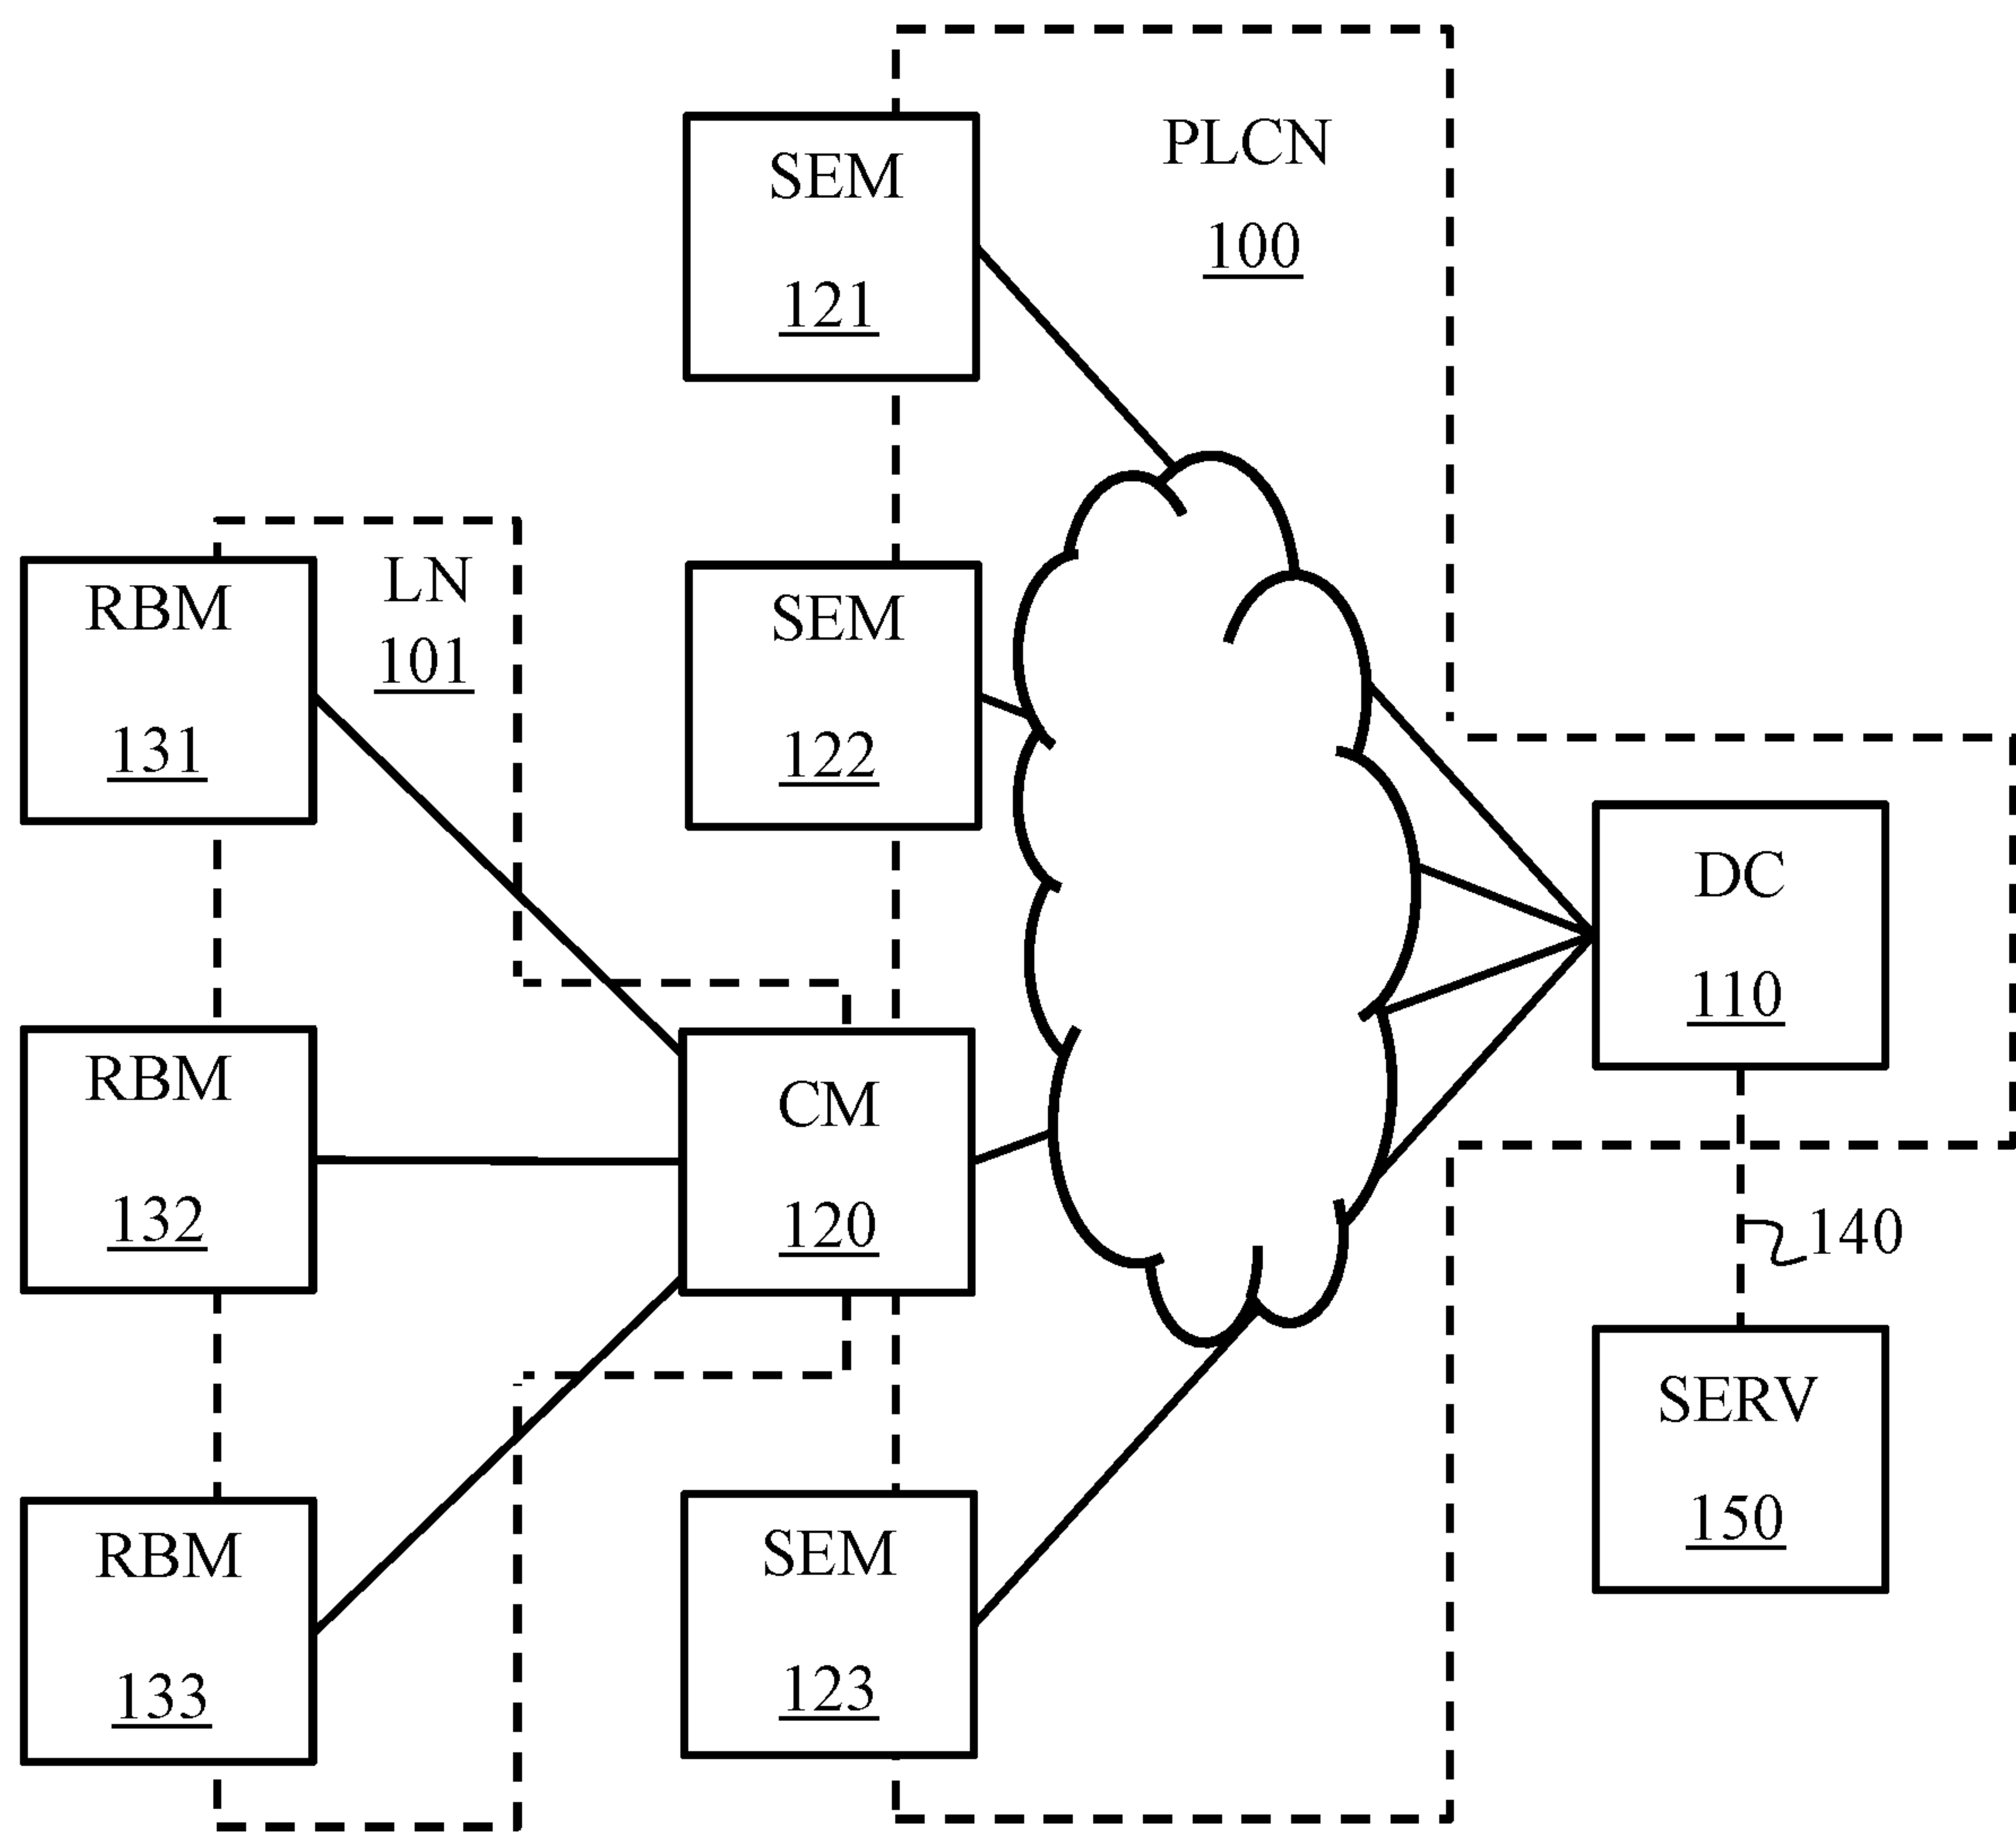 PLCN
100
SEM
121
LN
101
RBM
131
SEM
122
DC
110
RBM
132
CM
120
140
SERV
150
RBM
133
SEM
123